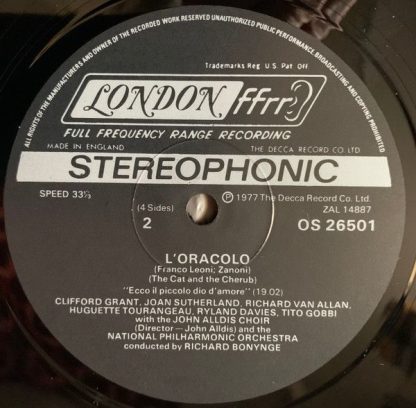 ALL RIGHTS OF THE MANUFACTURERS AND OWNER OF THE RECORDED WORK RESERVED UNAUTHORIZED PUBLIC PERFORMANCE, BROADCASTING AND COPYING PROHIBITED
Trademarks Reg U.S. Pat. Off
LONDON ffrr
FULL FREQUENCY RANGE RECORDING
MADE IN ENGLAND THE DECCA RECORD CO LTD
STEREOPHONIC
SPEED 33⅓ (4 Sides) Ⓟ 1977 The Decca Record Co. Ltd.
ZAL 14887
2 OS 26501
L'ORACOLO
(Franco Leoni; Zanoni)
(The Cat and the Cherub)
"Ecco il piccolo dio d'amore" (19.02)
CLIFFORD GRANT, JOAN SUTHERLAND, RICHARD VAN ALLAN,
HUGUETTE TOURANGEAU, RYLAND DAVIES, TITO GOBBI
with the JOHN ALLDIS CHOIR
(Director — John Alldis) and the
NATIONAL PHILHARMONIC ORCHESTRA
conducted by RICHARD BONYNGE